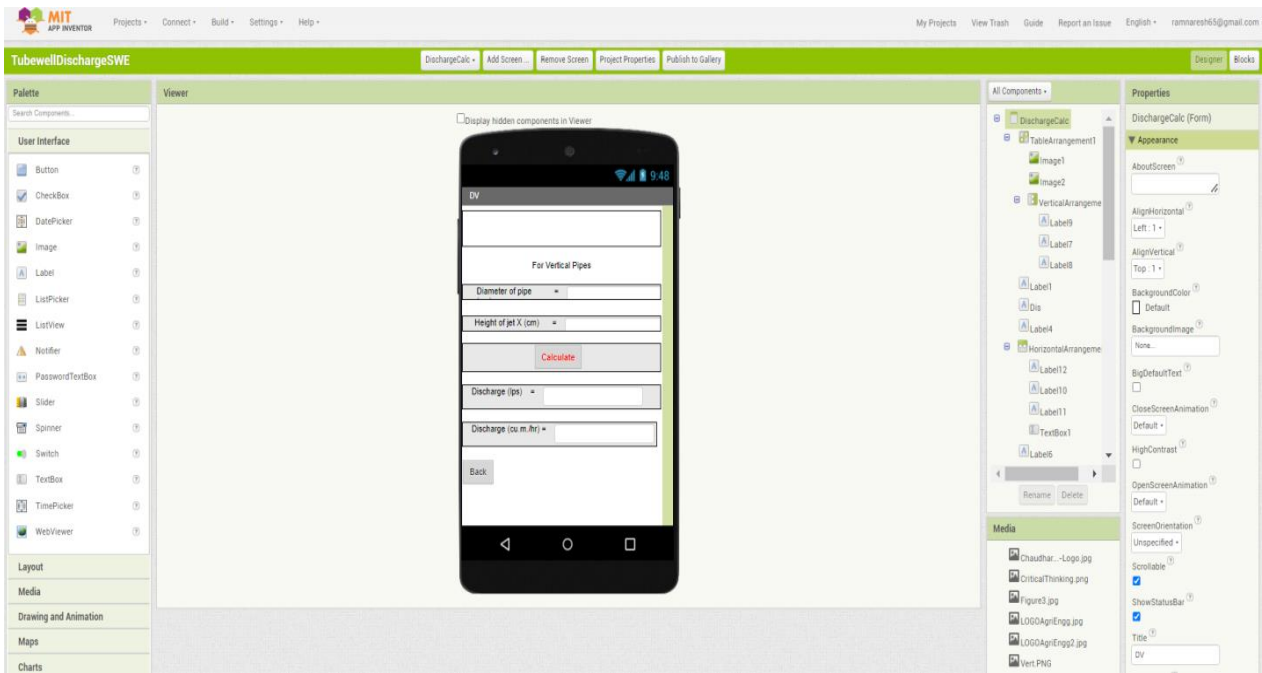 MIT
APP INVENTOR
Projects
Connect
Build
Settings
Help
My Projects
View Trash
Guide
Report an Issue
English
ramnaresh65@gmail.com
TubewellDischargeSWE
DischargeCalc
Add Screen ...
Remove Screen
Project Properties
Publish to Gallery
Designer
Blocks
Palette
Search Components...
User Interface
Button
CheckBox
DatePicker
Image
Label
ListPicker
ListView
Notifier
PasswordTextBox
Slider
Spinner
Switch
TextBox
TimePicker
WebViewer
Layout
Media
Drawing and Animation
Maps
Charts
Viewer
Display hidden components in Viewer
9:48
DV
For Vertical Pipes
Diameter of pipe =
Height of jet X (cm) =
Calculate
Discharge (lps) =
Discharge (cu.m./hr) =
Back
All Components
DischargeCalc
TableArrangement1
Image1
Image2
VerticalArrangeme
Label9
Label7
Label8
Label1
Dis
Label4
HorizontalArrangeme
Label12
Label10
Label11
TextBox1
Label6
Rename
Delete
Media
Chaudhar...-Logo.jpg
CriticalThinking.png
Figure3.jpg
LOGOAgriEngg.jpg
LOGOAgriEngg2.jpg
Vert.PNG
Properties
DischargeCalc (Form)
Appearance
AboutScreen
AlignHorizontal
Left : 1
AlignVertical
Top : 1
BackgroundColor
Default
BackgroundImage
None...
BigDefaultText
CloseScreenAnimation
Default
HighContrast
OpenScreenAnimation
Default
ScreenOrientation
Unspecified
Scrollable
ShowStatusBar
Title
DV